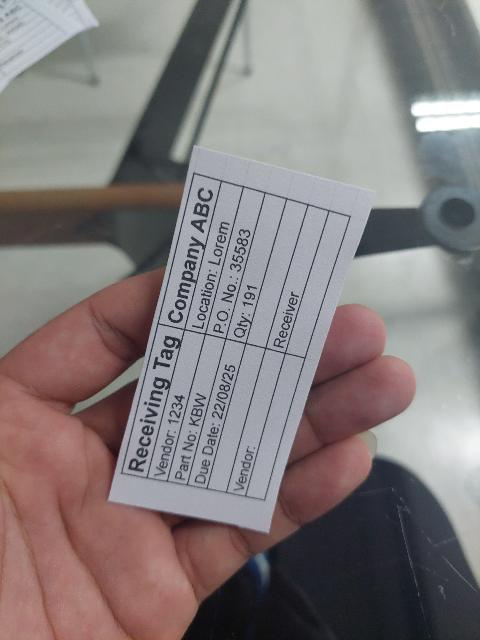 Receiving Tag Company ABC
Vendor: 1234 Location: Lorem
Part No: KBW P.O. No.: 35583
Due Date: 22/08/25 Qty: 191
Vendor: Receiver